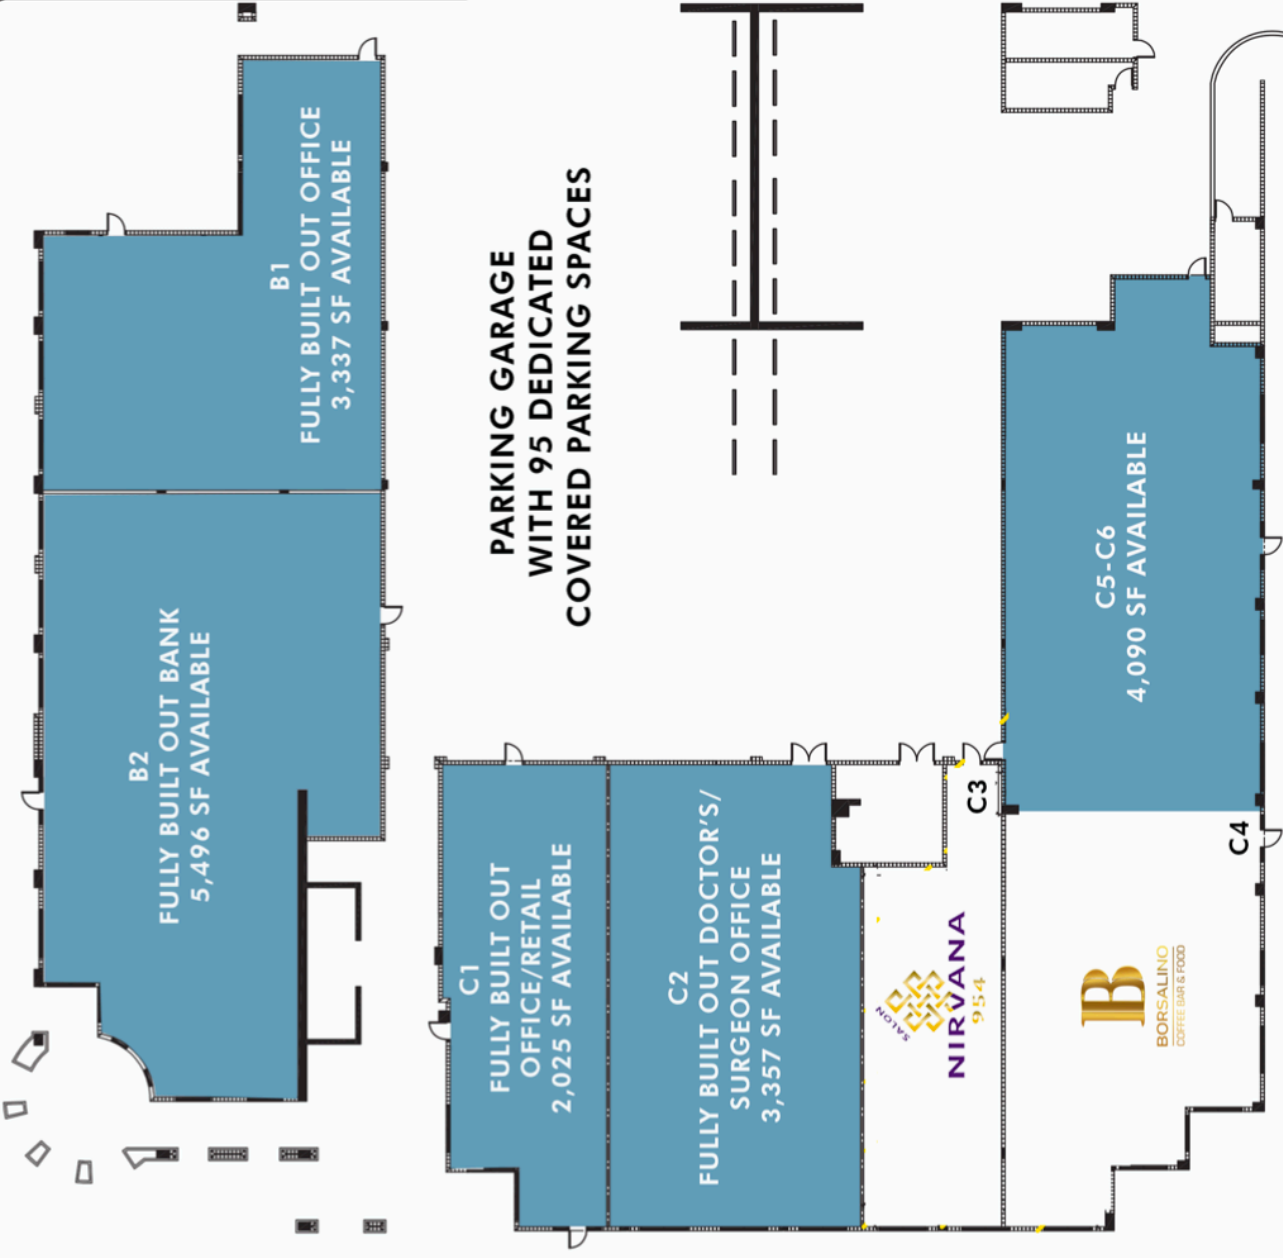 B1
FULLY BUILT OUT OFFICE
3,337 SF AVAILABLE
B2
FULLY BUILT OUT BANK
5,496 SF AVAILABLE
PARKING GARAGE
WITH 95 DEDICATED
COVERED PARKING SPACES
C1
FULLY BUILT OUT
OFFICE/RETAIL
2,025 SF AVAILABLE
C2
FULLY BUILT OUT DOCTOR'S/
SURGEON OFFICE
3,357 SF AVAILABLE
C3
SALON
NIRVANA
954
C5-C6
4,090 SF AVAILABLE
C4
B
BORSALINO
COFFEE BAR & FOOD